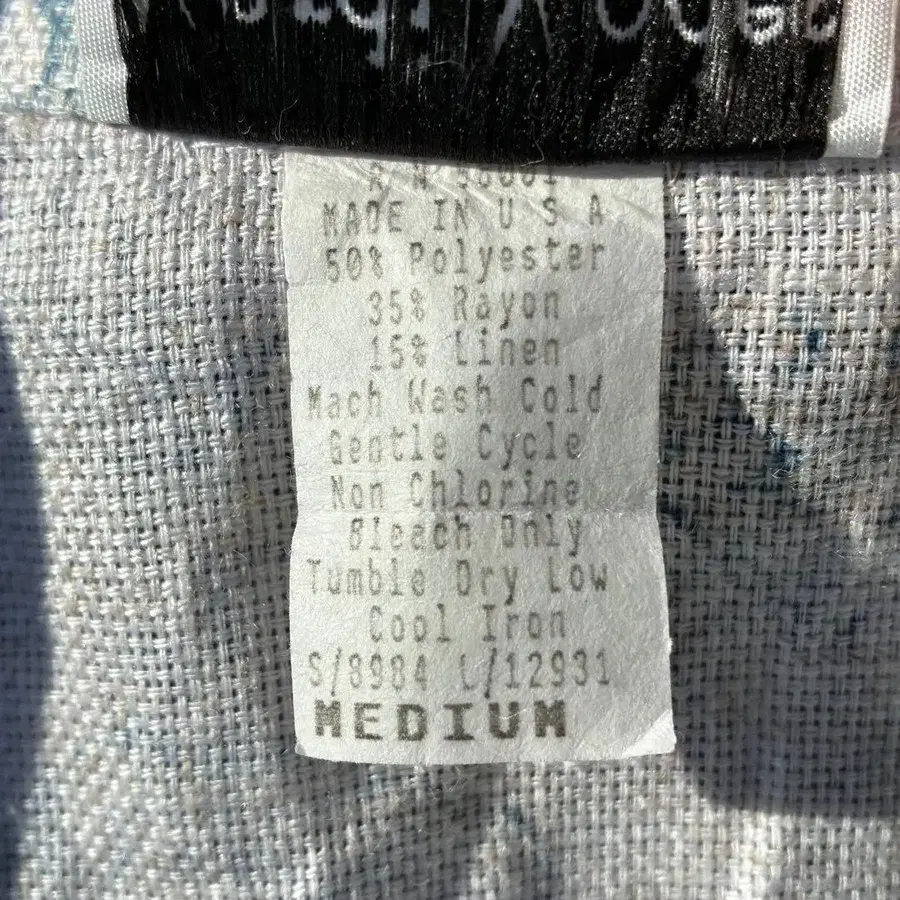 MADE IN U S A
50% Polyester
35% Rayon
15% Linen
Mach Wash Cold
Gentle Cycle
Non Chlorine
Bleach Only
Tumble Dry Low
Cool Iron
S/8984 L/12931
MEDIUM